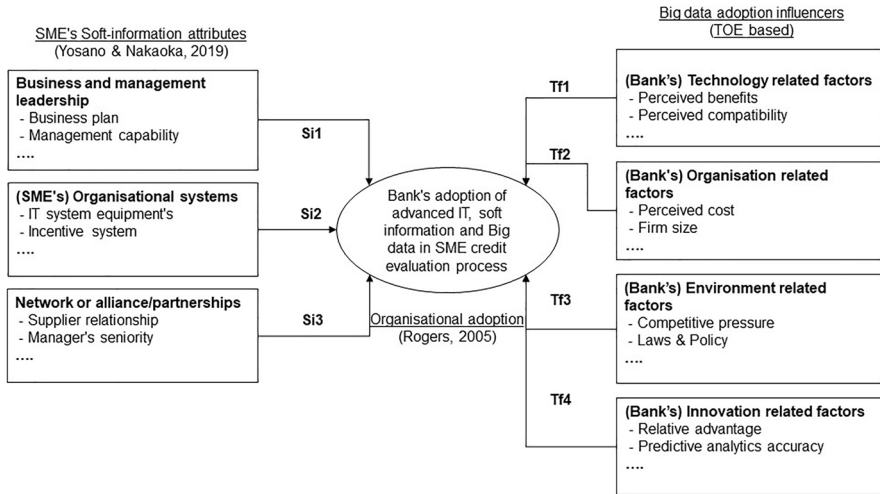 SME's Soft-information attributes
(Yosano & Nakaoka, 2019)
Business and management
leadership
- Business plan
- Management capability
....
(SME's) Organisational systems
- IT system equipment's
- Incentive system
....
Network or alliance/partnerships
- Supplier relationship
- Manager's seniority
....
Si1
Si2
Si3
Bank's adoption of
advanced IT, soft
information and Big
data in SME credit
evaluation process
Organisational adoption
(Rogers, 2005)
Tf1
Tf2
Tf3
Tf4
Big data adoption influencers
(TOE based)
(Bank's) Technology related factors
- Perceived benefits
- Perceived compatibility
....
(Bank's) Organisation related
factors
- Perceived cost
- Firm size
....
(Bank's) Environment related
factors
- Competitive pressure
- Laws & Policy
....
(Bank's) Innovation related factors
- Relative advantage
- Predictive analytics accuracy
....